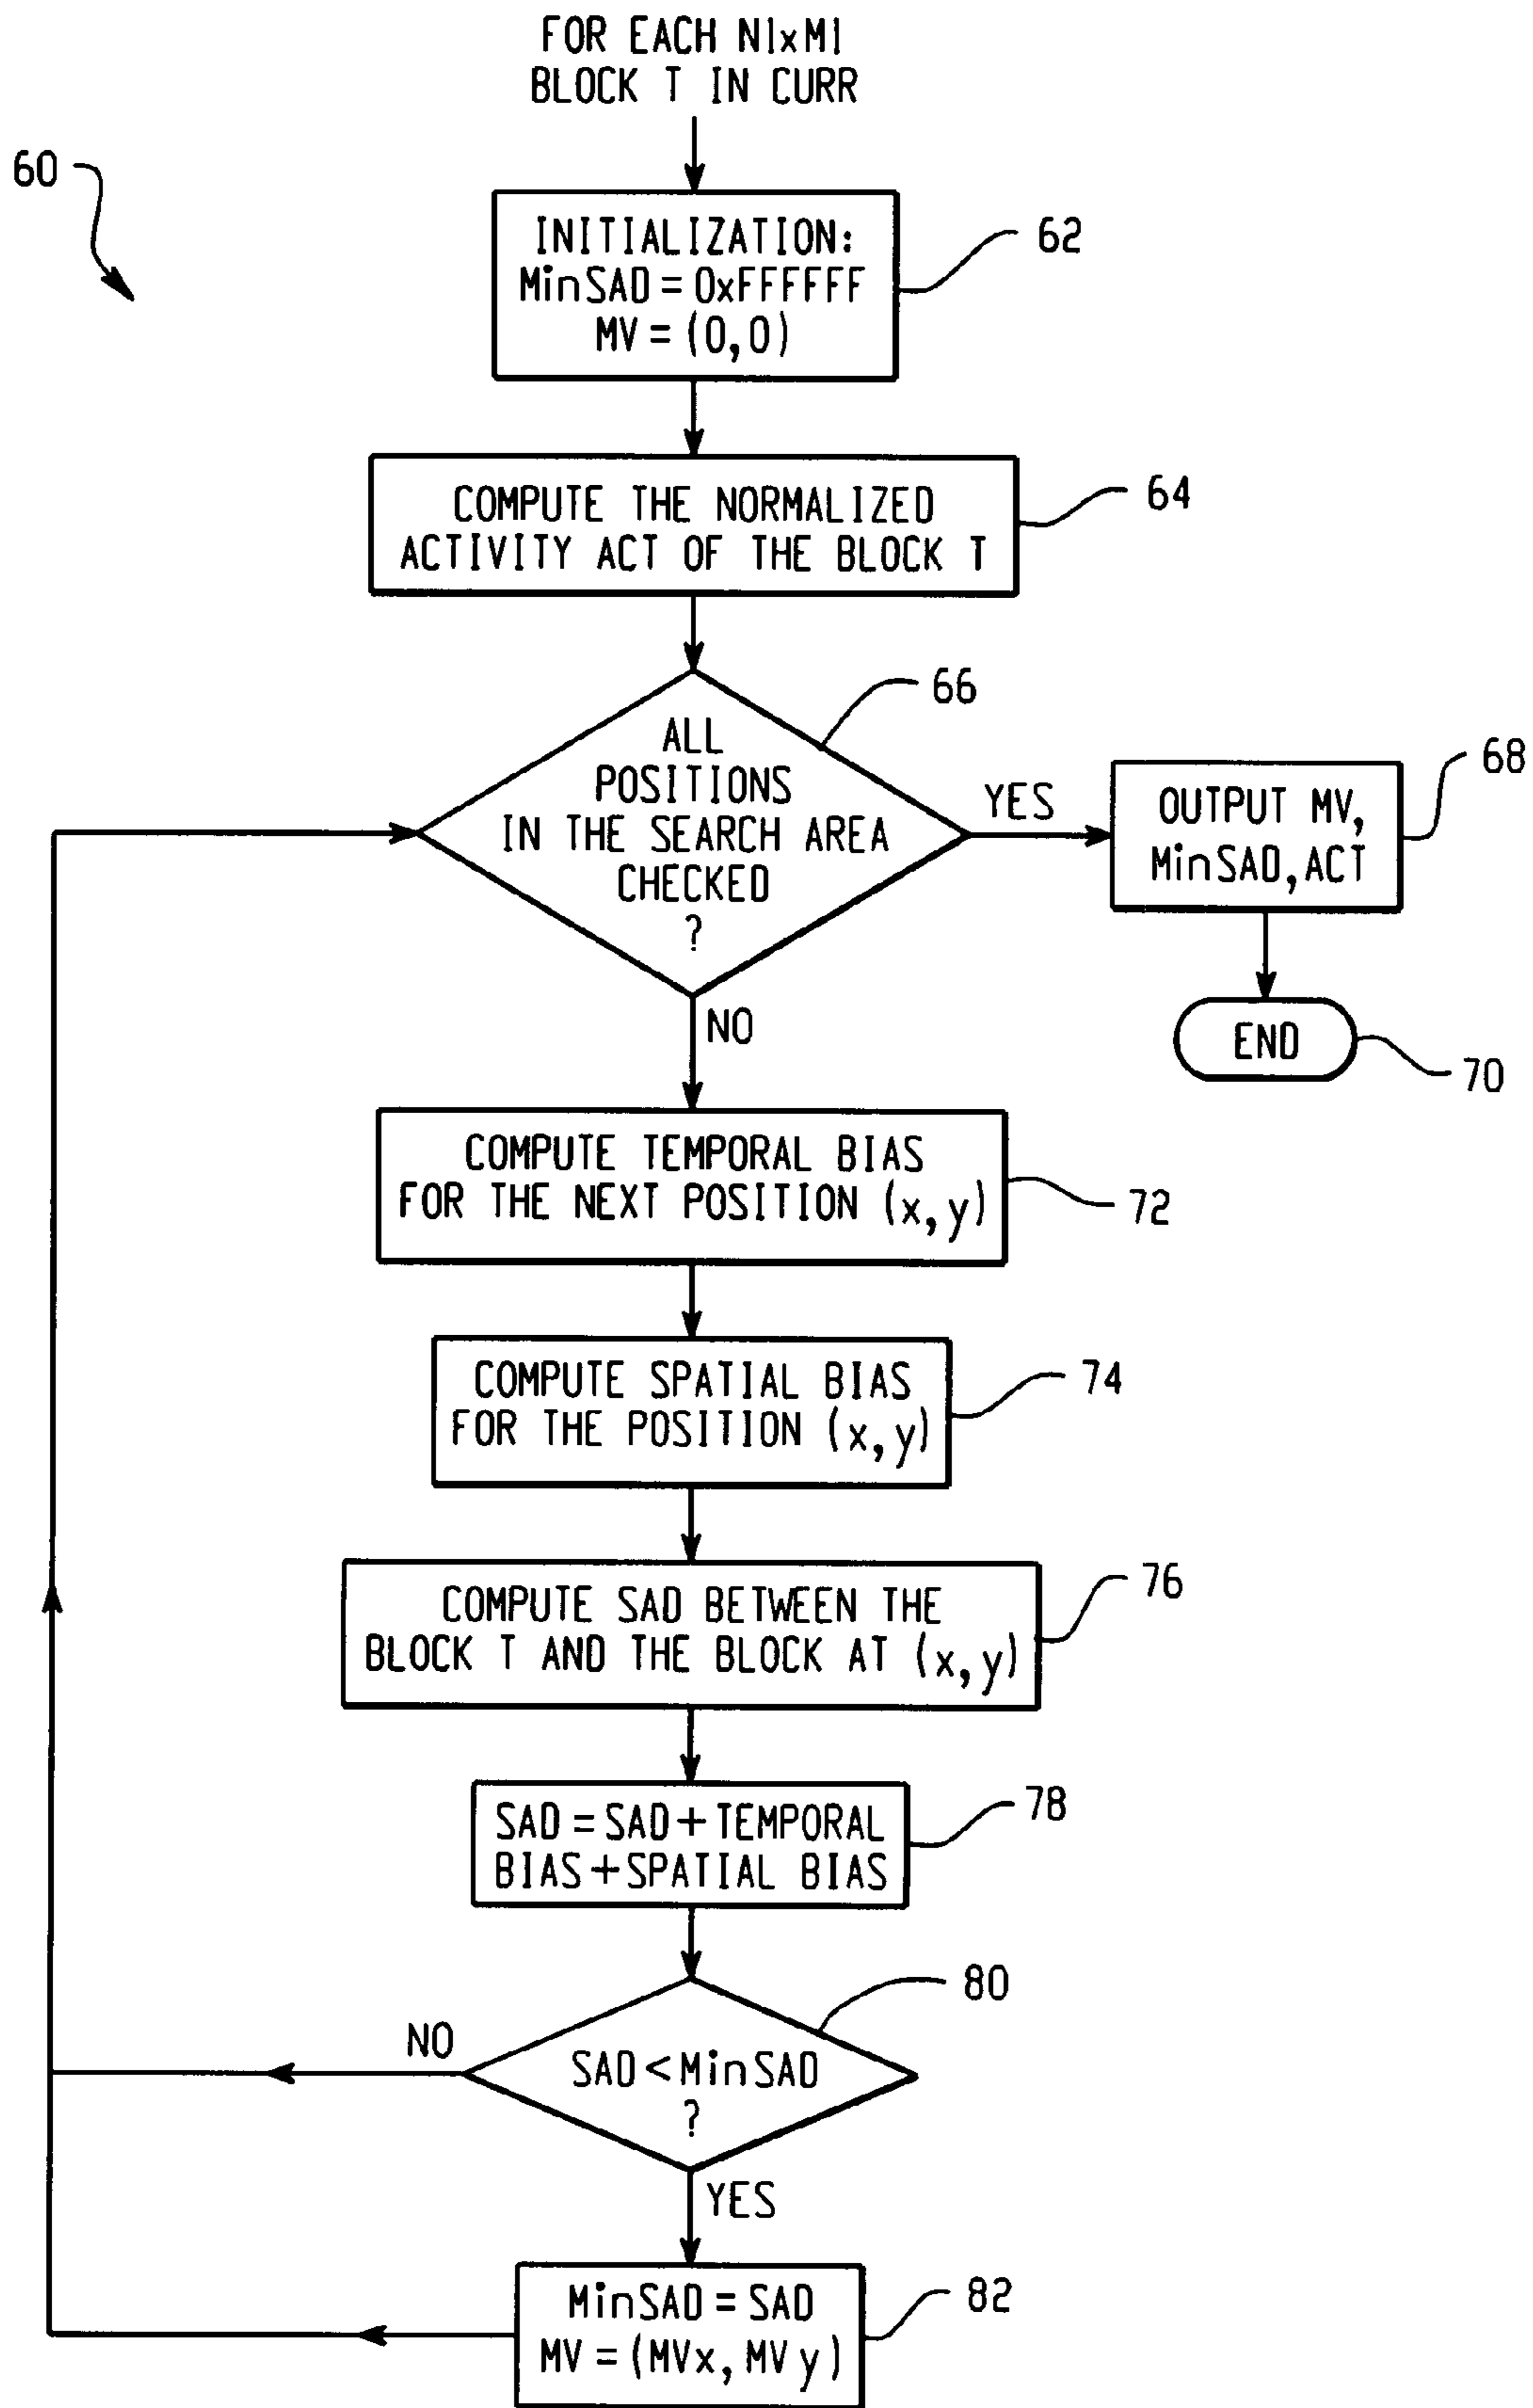 FOR EACH N1xM1
BLOCK T IN CURR
60
INITIALIZATION:
MinSAD = 0xFFFFFF
MV = (0,0)
62
COMPUTE THE NORMALIZED
ACTIVITY ACT OF THE BLOCK T
64
66
ALL
POSITIONS
IN THE SEARCH AREA
CHECKED
?
YES
OUTPUT MV,
MinSAD, ACT
68
END
70
NO
COMPUTE TEMPORAL BIAS
FOR THE NEXT POSITION (x, y)
72
COMPUTE SPATIAL BIAS
FOR THE POSITION (x, y)
74
COMPUTE SAD BETWEEN THE
BLOCK T AND THE BLOCK AT (x, y)
76
SAD = SAD + TEMPORAL
BIAS + SPATIAL BIAS
78
80
NO
SAD < MinSAD
?
YES
MinSAD = SAD
MV = (MVx, MVy)
82